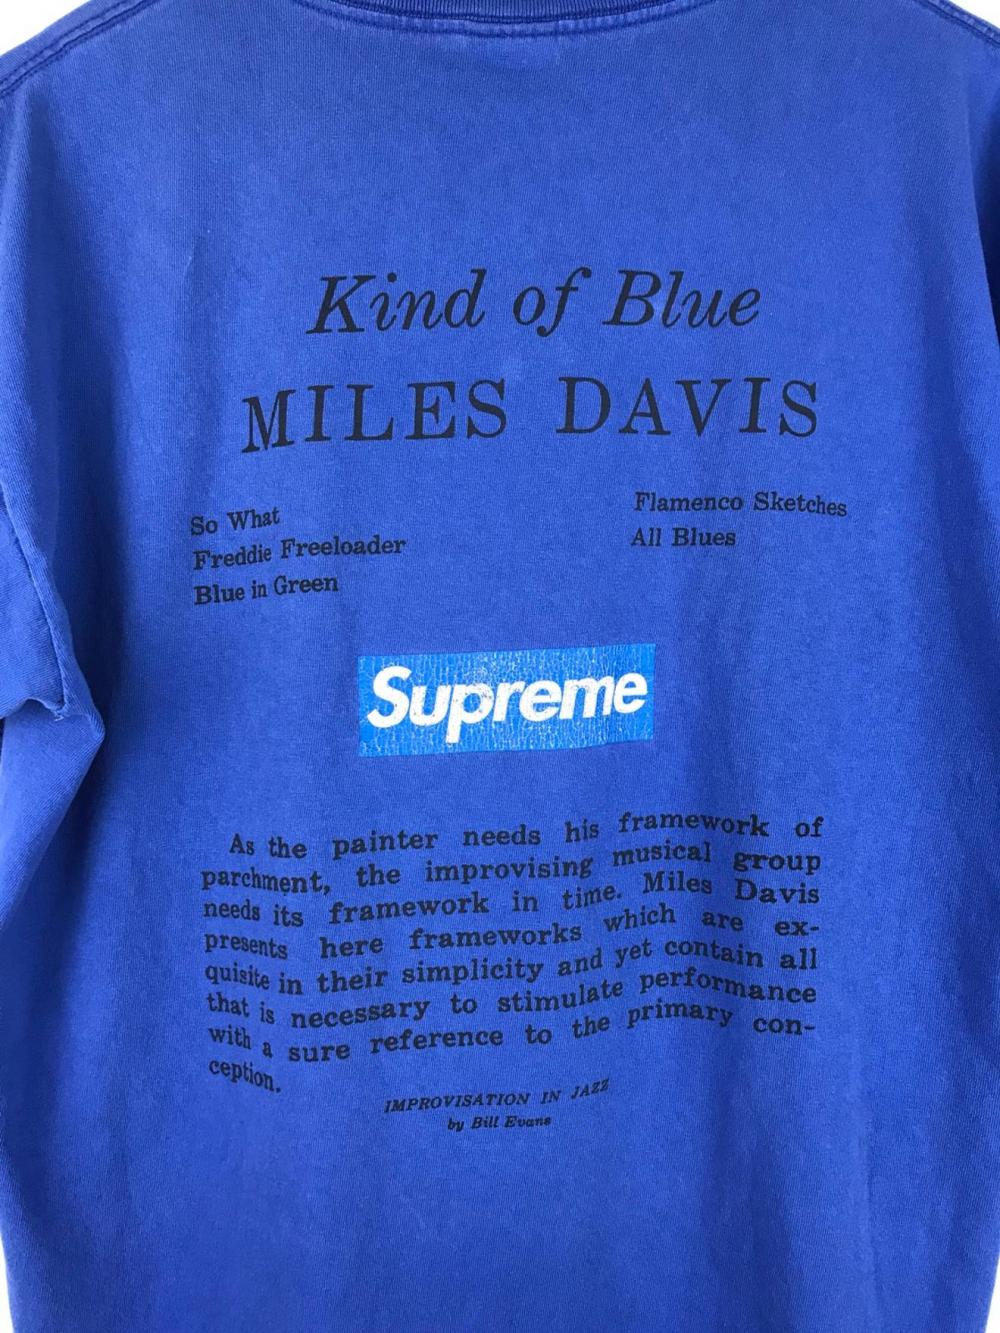 Kind of Blue
MILES DAVIS
So What
Freddie Freeloader
Blue in Green
Flamenco Sketches
All Blues
Supreme
As the painter needs his framework of
parchment, the improvising musical group
needs its framework in time. Miles Davis
presents here frameworks which are ex-
quisite in their simplicity and yet contain all
that is necessary to stimulate performance
with a sure reference to the primary con-
ception.
IMPROVISATION IN JAZZ
by Bill Evans